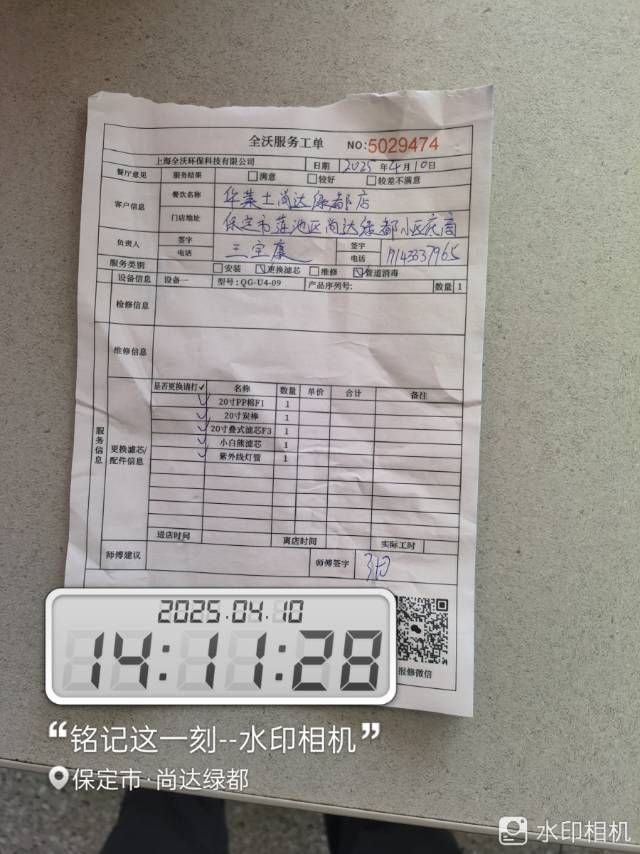 全沃服务工单 NO:5029474
上海全沃环保科技有限公司 日期 2025年4月10日
餐厅意见 服务结果 满意 较好 较差不满意
客户信息 餐饮名称 华莱士尚达绿都店
门店地址 保定市莲池区尚达绿都小区底商
负责人 签字 电话 王宝康 签字 电话
服务类别 安装 更换滤芯 维修 管道消毒
设备信息 设备一 型号:QG-U4-09 产品序列号: 数量 1
检修信息
维修信息
服务信息 更换滤芯/配件信息
是否更换请打✓ 名称 数量 单价 合计 备注
✓ 20寸PP棉F1 1
✓ 20寸炭棒 1
✓ 20寸叠式滤芯F3 1
✓ 小白熊滤芯 1
✓ 紫外线灯管 1
进店时间 离店时间 实际工时
师傅建议 师傅签字
报修微信
2025.04.10
14:11:28
“铭记这一刻--水印相机”
保定市·尚达绿都
水印相机